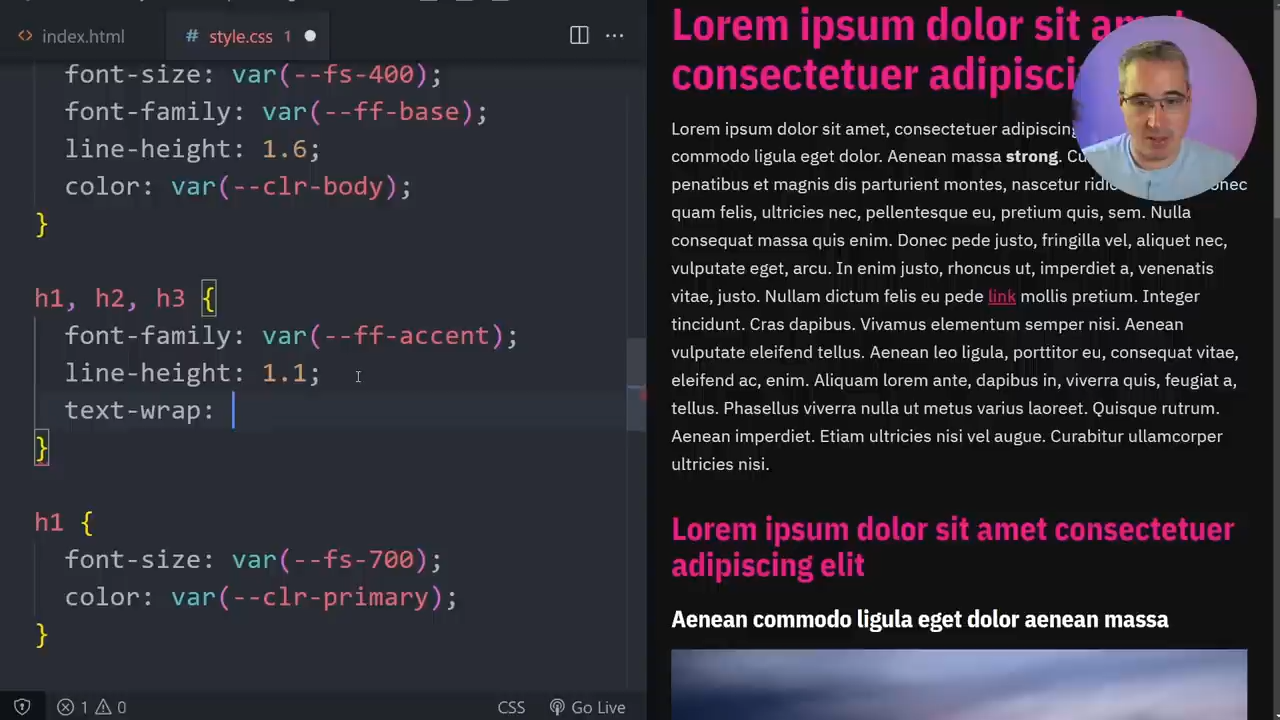 index.html
# style.css 1
font-size: var(--fs-400);
font-family: var(--ff-base);
line-height: 1.6;
color: var(--clr-body);
}
h1, h2, h3 {
font-family: var(--ff-accent);
line-height: 1.1;
text-wrap:
}
h1 {
font-size: var(--fs-700);
color: var(--clr-primary);
}
1 0
CSS
Go Live
Lorem ipsum dolor sit
consectetuer
Lorem ipsum dolor sit amet, consectetuer adipiscing
commodo ligula eget dolor. Aenean massa strong.
penatibus et magnis dis parturient montes, nascetur
quam felis, ultricies nec, pellentesque eu, pretium quis, sem. Nulla
consequat massa quis enim. Donec pede justo, fringilla vel, aliquet nec,
vulputate eget, arcu. In enim justo, rhoncus ut, imperdiet a, venenatis
vitae, justo. Nullam dictum felis eu pede link mollis pretium. Integer
tincidunt. Cras dapibus. Vivamus elementum semper nisi. Aenean
vulputate eleifend tellus. Aenean leo ligula, porttitor eu, consequat vitae,
eleifend ac, enim. Aliquam lorem ante, dapibus in, viverra quis, feugiat a,
tellus. Phasellus viverra nulla ut metus varius laoreet. Quisque rutrum.
Aenean imperdiet. Etiam ultricies nisi vel augue. Curabitur ullamcorper
ultricies nisi.
Lorem ipsum dolor sit amet consectetuer
adipiscing elit
Aenean commodo ligula eget dolor aenean massa